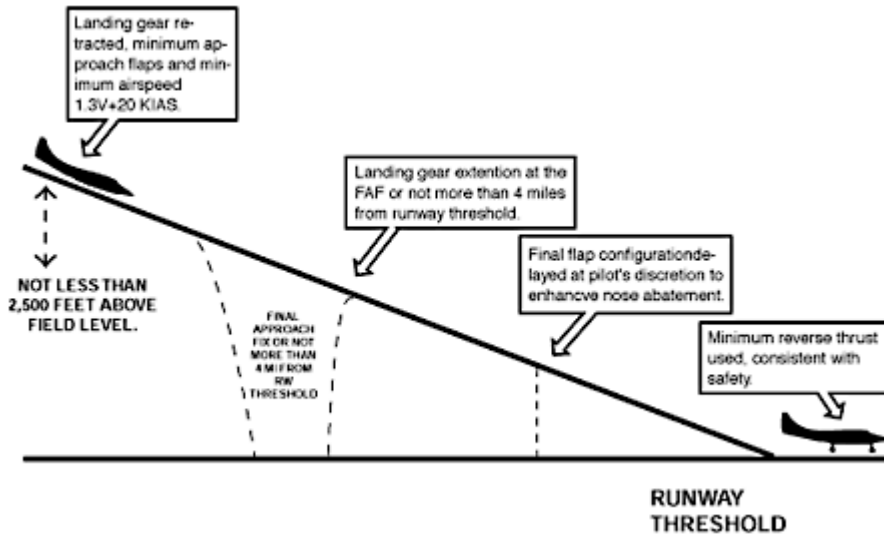 Landing gear re-
tracted, minimum ap-
proach flaps and min-
imum airspeed
1.3V+20 KIAS.
Landing gear extention at the
FAF or not more than 4 miles
from runway threshold.
Final flap configurationde-
layed at pilot's discretion to
enhancve nose abatement.
NOT LESS THAN
2,500 FEET ABOVE
FIELD LEVEL.
FINAL
APPROACH
FIX OR NOT
MORE THAN
4 MI FROM
RW
THRESHOLD
Minimum reverse thrust
used, consistent with
safety.
RUNWAY
THRESHOLD